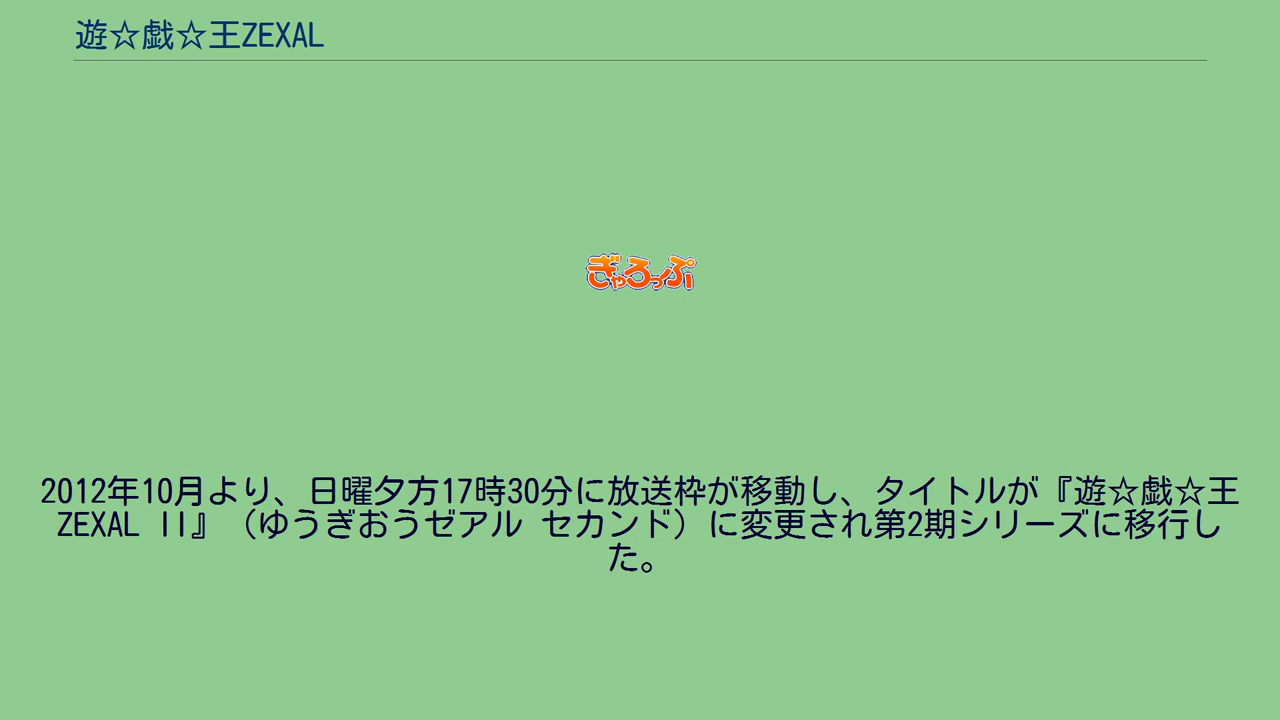 遊☆戯☆王ZEXAL
ぎゃろっぷ
2012年10月より、日曜夕方17時30分に放送枠が移動し、タイトルが『遊☆戯☆王
ZEXAL II』（ゆうぎおうゼアル セカンド）に変更され第2期シリーズに移行し
た。